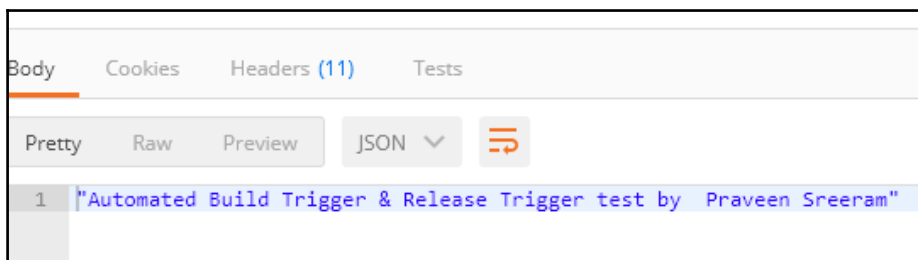 Body Cookies Headers (11) Tests
Pretty Raw Preview JSON
1 "Automated Build Trigger & Release Trigger test by  Praveen Sreeram"